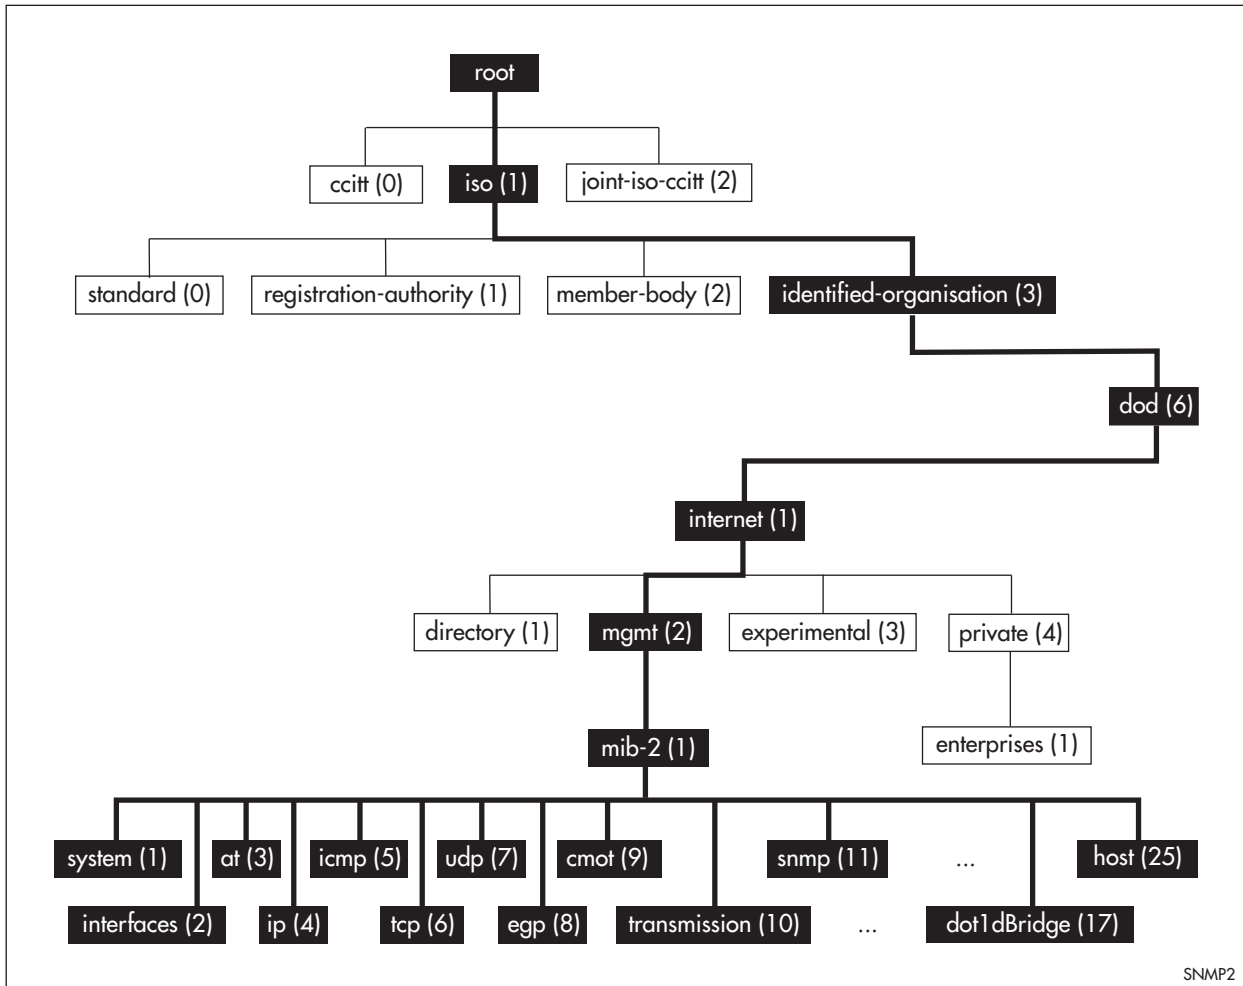 root
ccitt (0) iso (1) joint-iso-ccitt (2)
standard (0) registration-authority (1) member-body (2) identified-organisation (3)
dod (6)
internet (1)
directory (1) mgmt (2) experimental (3) private (4)
mib-2 (1) enterprises (1)
system (1) at (3) icmp (5) udp (7) cmot (9) snmp (11) ... host (25)
interfaces (2) ip (4) tcp (6) egp (8) transmission (10) ... dot1dBridge (17)
SNMP2